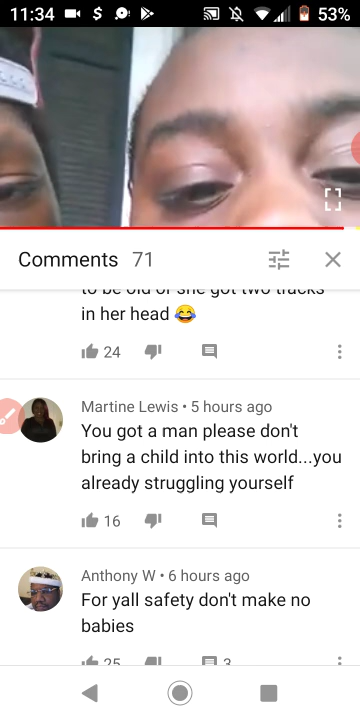 11:34
53%
Comments 71
in her head 😂
24
Martine Lewis • 5 hours ago
You got a man please don't
bring a child into this world...you
already struggling yourself
16
Anthony W • 6 hours ago
For yall safety don't make no
babies
25 3